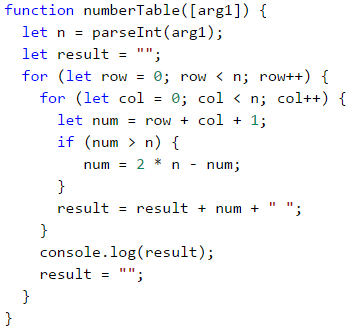 function numberTable([arg1]) {
  let n = parseInt(arg1);
  let result = "";
  for (let row = 0; row < n; row++) {
    for (let col = 0; col < n; col++) {
      let num = row + col + 1;
      if (num > n) {
         num = 2 * n - num;
      }
      result = result + num + " ";
    }
    console.log(result);
    result = "";
  }
}